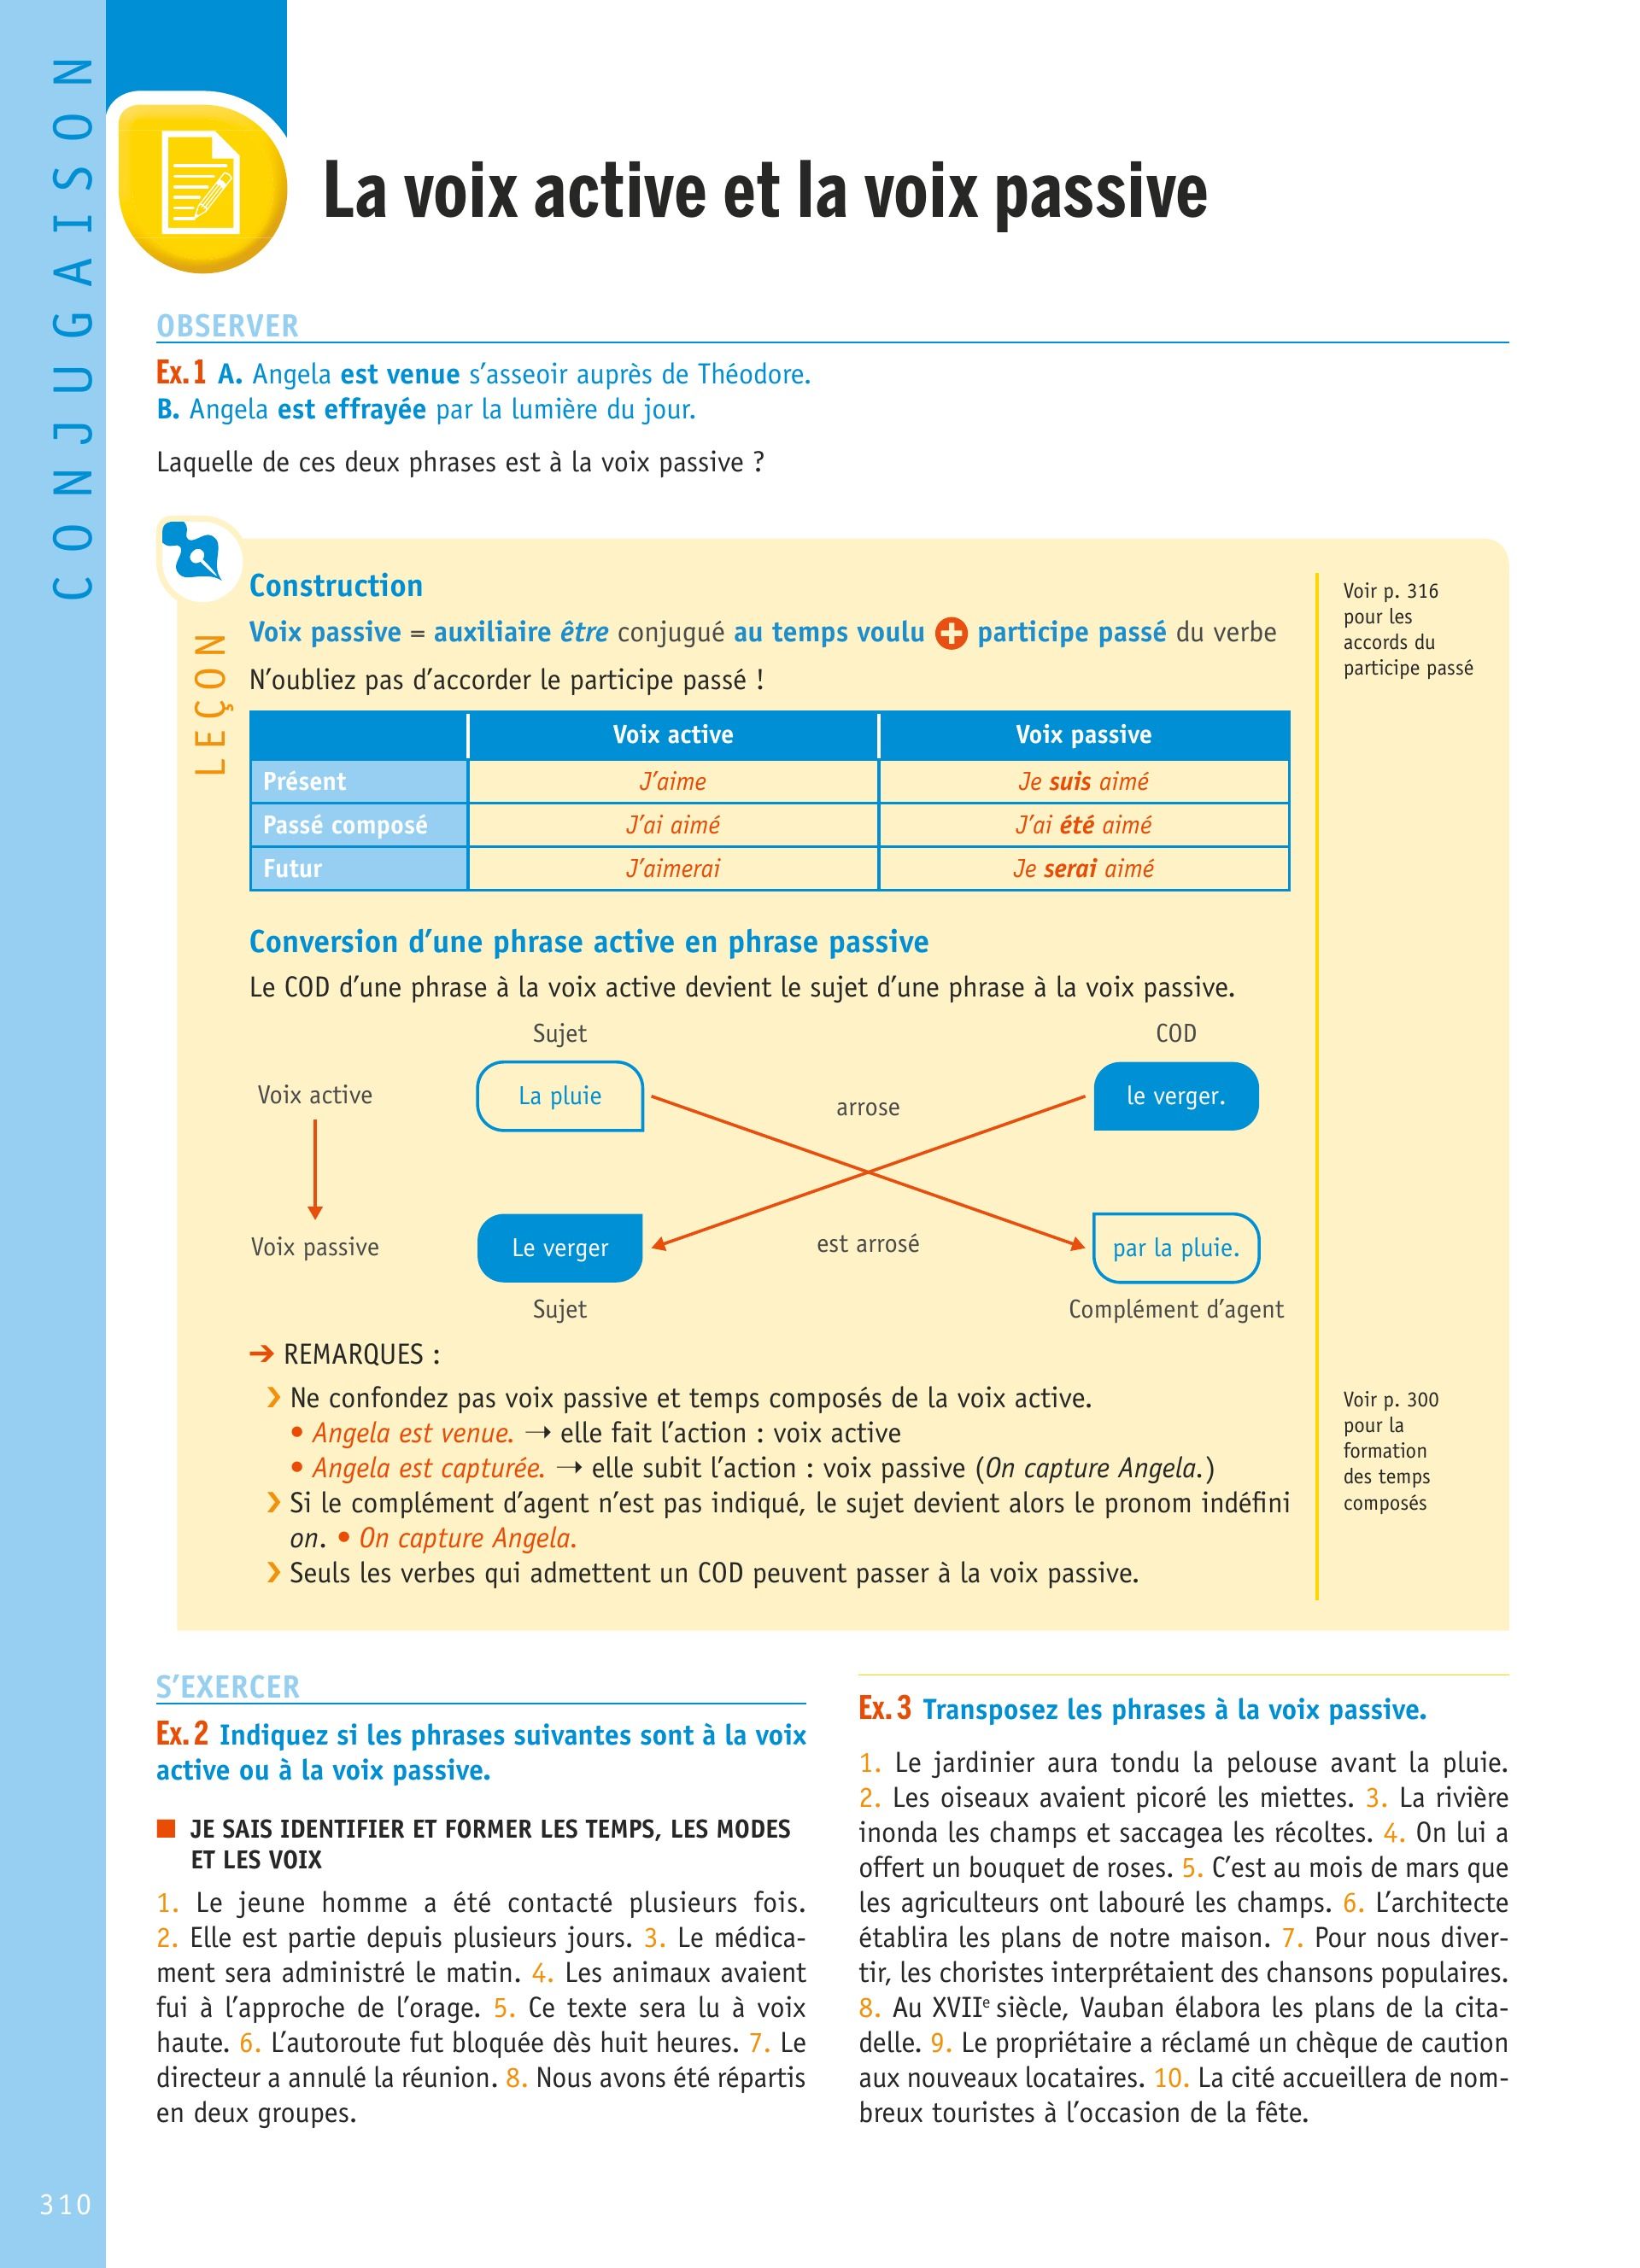 CONJUGAISON
La voix active et la voix passive
OBSERVER
Ex. 1 A. Angela est venue s’asseoir auprès de Théodore.
B. Angela est effrayée par la lumière du jour.
Laquelle de ces deux phrases est à la voix passive ?
LEÇON
Construction
Voix passive = auxiliaire être conjugué au temps voulu + participe passé du verbe
N’oubliez pas d’accorder le participe passé !
Voir p. 316
pour les
accords du
participe passé
Voix active Voix passive
Présent J’aime Je suis aimé
Passé composé J’ai aimé J’ai été aimé
Futur J’aimerai Je serai aimé
Conversion d’une phrase active en phrase passive
Le COD d’une phrase à la voix active devient le sujet d’une phrase à la voix passive.
Sujet COD
Voix active La pluie arrose le verger.
Voix passive Le verger est arrosé par la pluie.
Sujet Complément d’agent
➔ REMARQUES :
❯ Ne confondez pas voix passive et temps composés de la voix active.
• Angela est venue. → elle fait l’action : voix active
• Angela est capturée. → elle subit l’action : voix passive (On capture Angela.)
❯ Si le complément d’agent n’est pas indiqué, le sujet devient alors le pronom indéfini
on. • On capture Angela.
❯ Seuls les verbes qui admettent un COD peuvent passer à la voix passive.
Voir p. 300
pour la
formation
des temps
composés
S’EXERCER
Ex. 2 Indiquez si les phrases suivantes sont à la voix
active ou à la voix passive.
■ JE SAIS IDENTIFIER ET FORMER LES TEMPS, LES MODES
ET LES VOIX
1. Le jeune homme a été contacté plusieurs fois.
2. Elle est partie depuis plusieurs jours. 3. Le médica-
ment sera administré le matin. 4. Les animaux avaient
fui à l’approche de l’orage. 5. Ce texte sera lu à voix
haute. 6. L’autoroute fut bloquée dès huit heures. 7. Le
directeur a annulé la réunion. 8. Nous avons été répartis
en deux groupes.
Ex. 3 Transposez les phrases à la voix passive.
1. Le jardinier aura tondu la pelouse avant la pluie.
2. Les oiseaux avaient picoré les miettes. 3. La rivière
inonda les champs et saccagea les récoltes. 4. On lui a
offert un bouquet de roses. 5. C’est au mois de mars que
les agriculteurs ont labouré les champs. 6. L’architecte
établira les plans de notre maison. 7. Pour nous diver-
tir, les choristes interprétaient des chansons populaires.
8. Au XVIIe siècle, Vauban élabora les plans de la cita-
delle. 9. Le propriétaire a réclamé un chèque de caution
aux nouveaux locataires. 10. La cité accueillera de nom-
breux touristes à l’occasion de la fête.
310